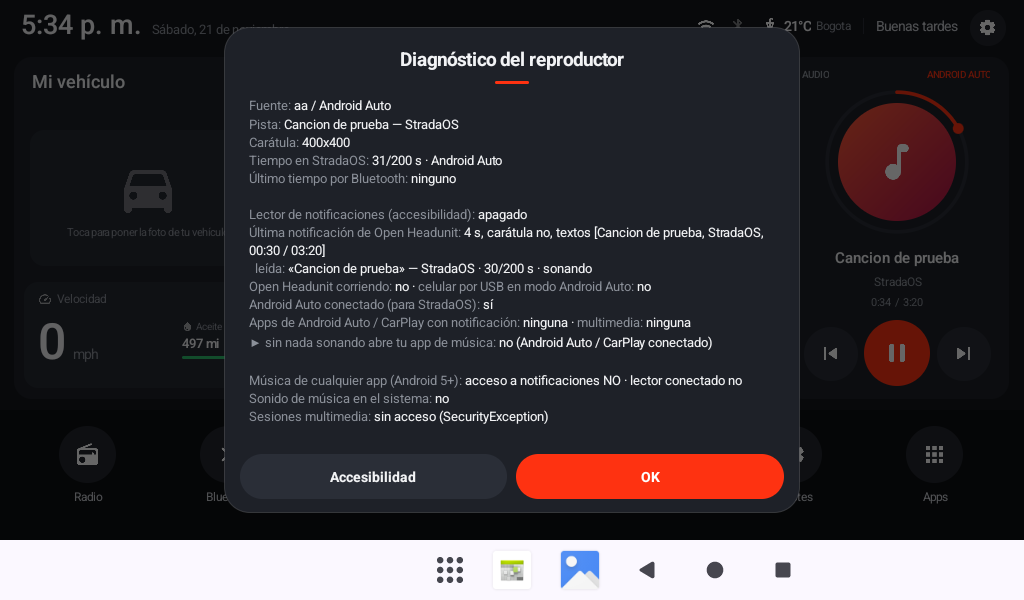 5:34 p. m.
Sábado, 21 de
21°C Bogota
Buenas tardes
Mi vehículo
AUDIO
ANDROID AUTO
Diagnóstico del reproductor
Fuente: aa / Android Auto
Pista: Cancion de prueba — StradaOS
Carátula: 400x400
Tiempo en StradaOS: 31/200 s · Android Auto
Último tiempo por Bluetooth: ninguno
Lector de notificaciones (accesibilidad): apagado
Última notificación de Open Headunit: 4 s, carátula no, textos [Cancion de prueba, StradaOS,
00:30 / 03:20]
leída: «Cancion de prueba» — StradaOS · 30/200 s · sonando
Open Headunit corriendo: no · celular por USB en modo Android Auto: no
Android Auto conectado (para StradaOS): sí
Apps de Android Auto / CarPlay con notificación: ninguna · multimedia: ninguna
► sin nada sonando abre tu app de música: no (Android Auto / CarPlay conectado)
Música de cualquier app (Android 5+): acceso a notificaciones NO · lector conectado no
Sonido de música en el sistema: no
Sesiones multimedia: sin acceso (SecurityException)
Accesibilidad
OK
Toca para poner la foto de tu vehícul
Velocidad
0 mph
Aceite
497 mi
Cancion de prueba
StradaOS
0:34 / 3:20
Radio
Blue
tes
Apps